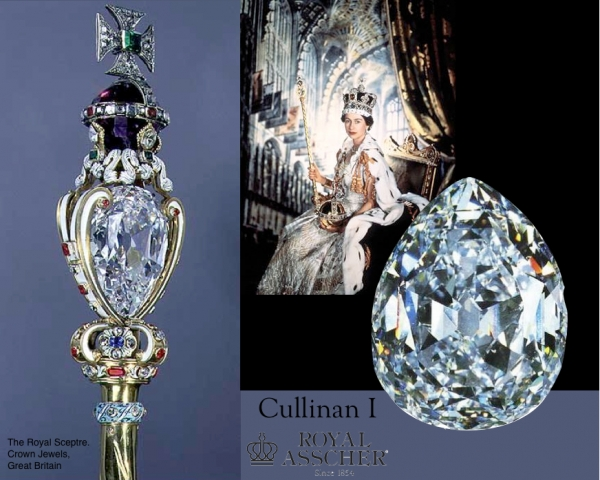 The Royal Sceptre.
Crown Jewels,
Great Britain
Cullinan I
ROYAL
ASSCHER
Since 1854